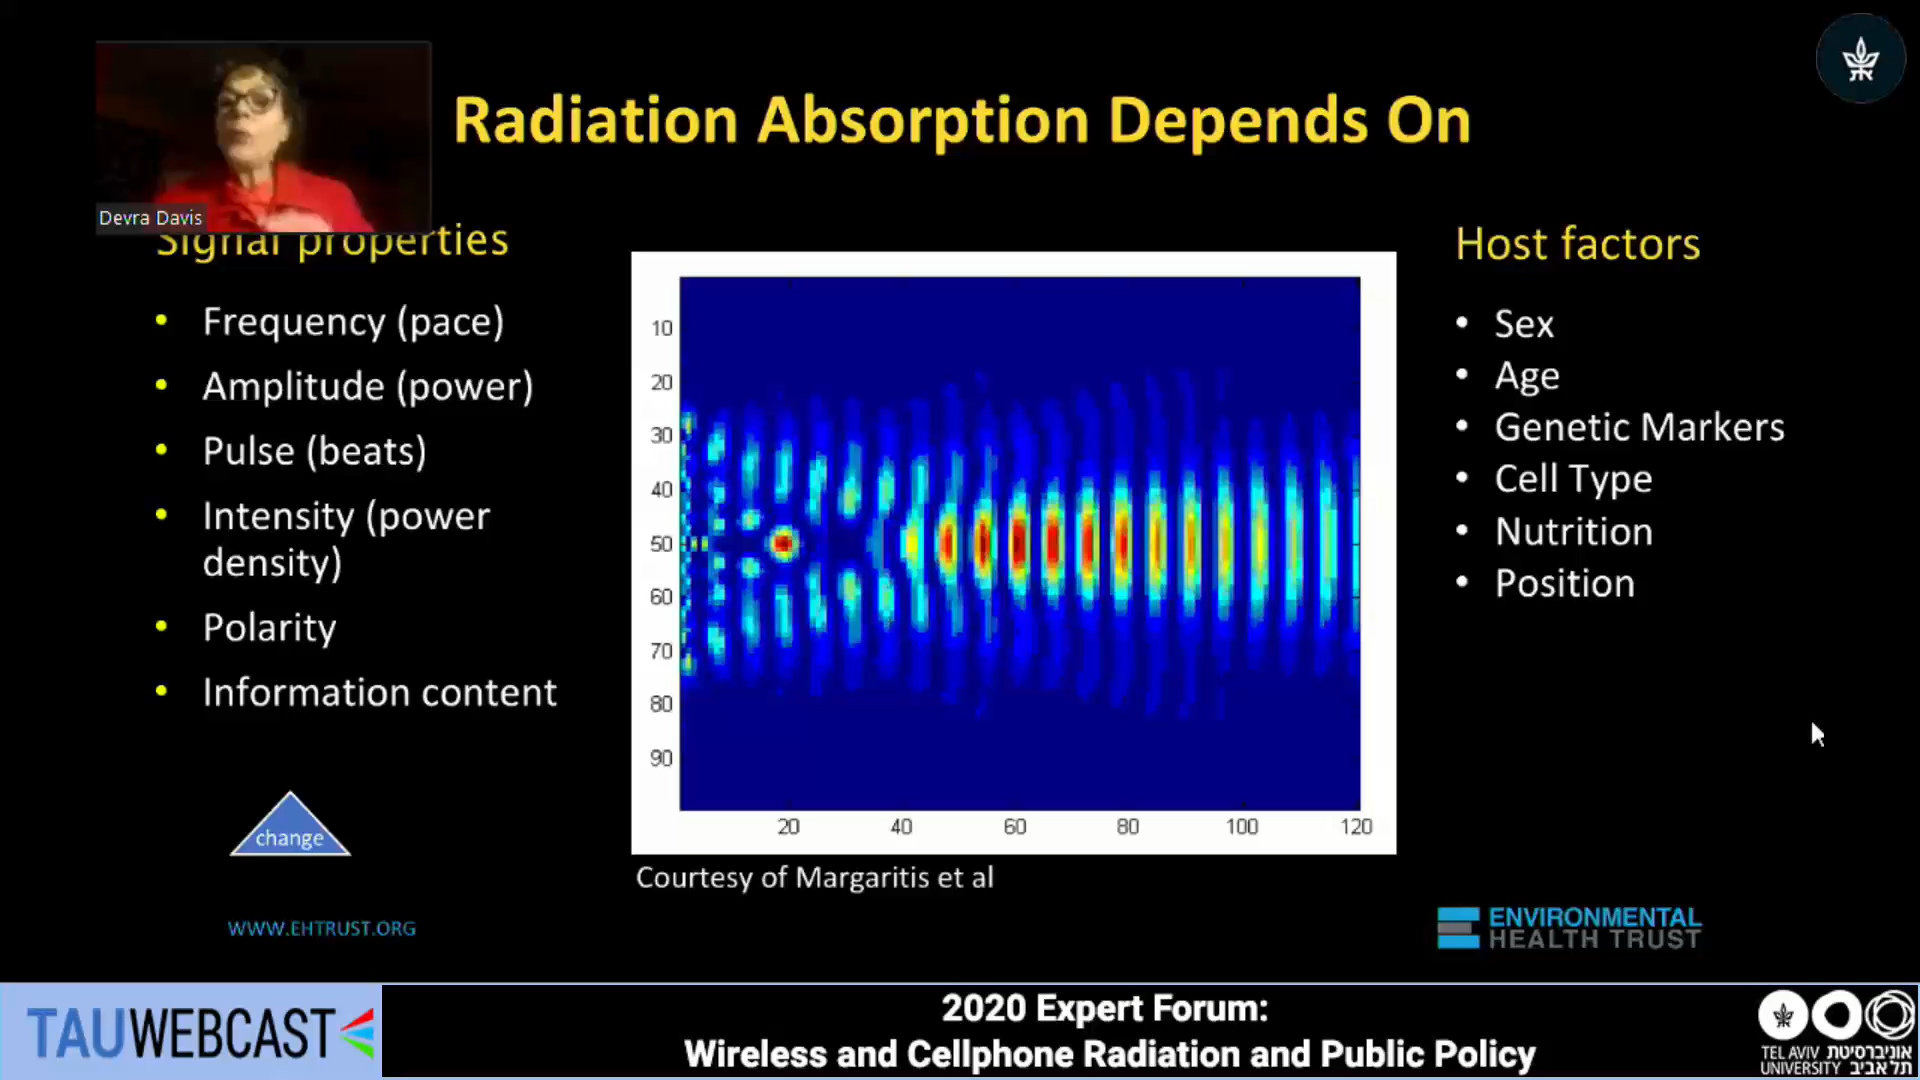 Radiation Absorption Depends On
Devra Davis
Signal properties
• Frequency (pace)
• Amplitude (power)
• Pulse (beats)
• Intensity (power
density)
• Polarity
• Information content
change
WWW.EHTRUST.ORG
10
20
30
40
50
60
70
80
90
20 40 60 80 100 120
Courtesy of Margaritis et al
Host factors
• Sex
• Age
• Genetic Markers
• Cell Type
• Nutrition
• Position
ENVIRONMENTAL
HEALTH TRUST
TAUWEBCAST
2020 Expert Forum:
Wireless and Cellphone Radiation and Public Policy
TEL AVIV אוניברסיטת
UNIVERSITY תל אביב